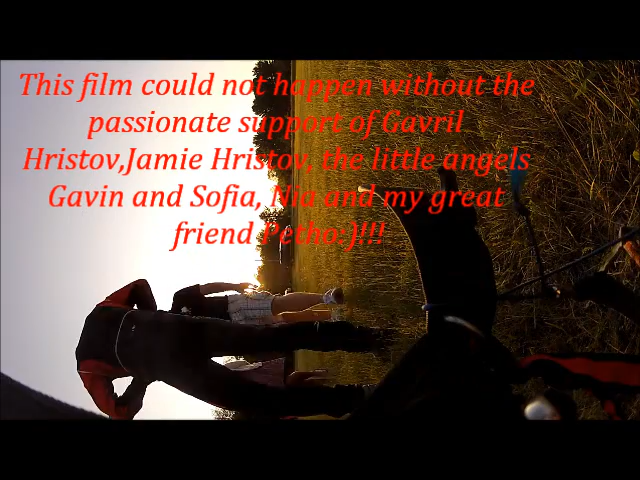 This film could not happen without the
passionate support of Gavril
Hristov,Jamie Hristov, the little angels
Gavin and Sofia, Nia and my great
friend Petho:)!!!